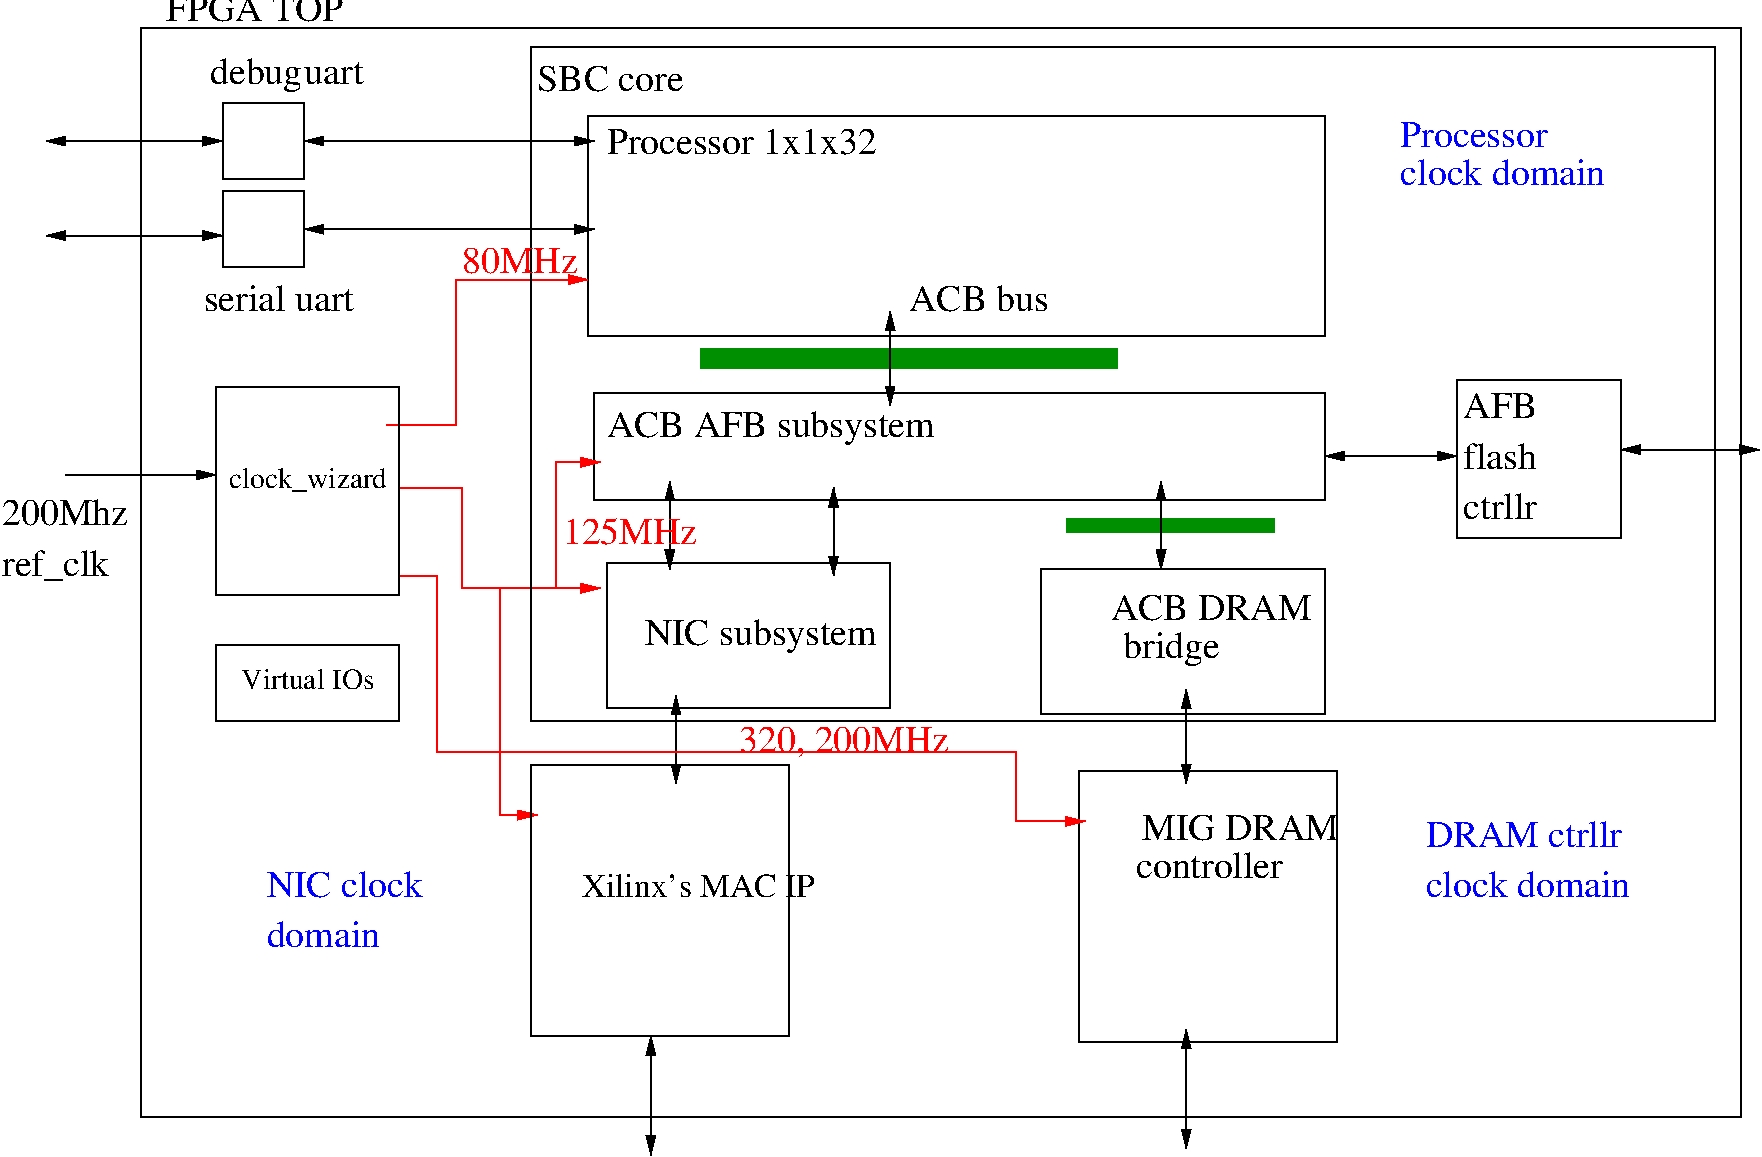 FPGA TOP
debuguart
SBC core
Processor 1x1x32
Processor
clock domain
80MHz
serial uart
ACB bus
ACB AFB subsystem
AFB
flash
ctrllr
clock_wizard
200Mhz
ref_clk
125MHz
NIC subsystem
ACB DRAM
bridge
Virtual IOs
320, 200MHz
MIG DRAM
controller
DRAM ctrllr
clock domain
Xilinx's MAC IP
NIC clock
domain